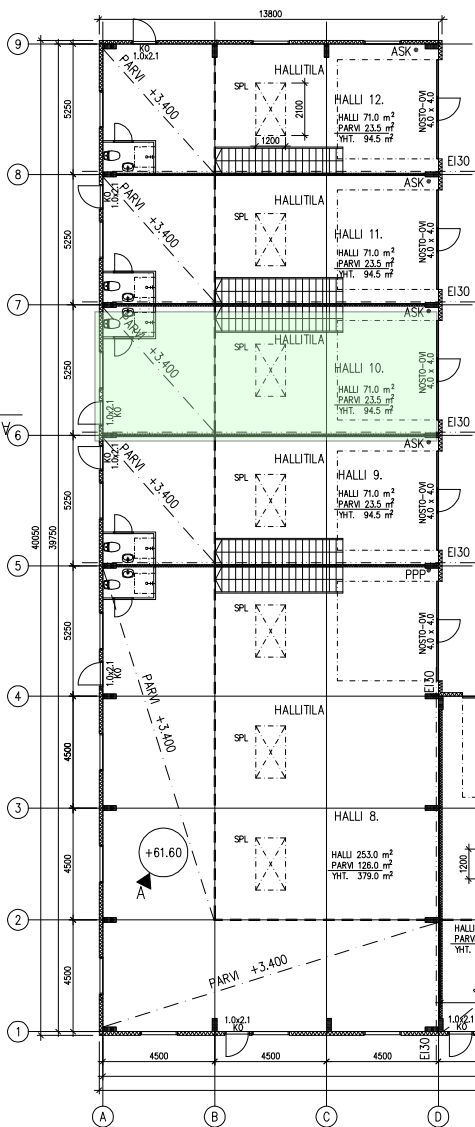 13800
9
KO
1.0x2.1
PARVI +3.400
SPL
HALLITILA
ASK
2100
1200
HALLI 12.
HALLI 71.0 m²
PARVI 23.5 m²
YHT. 94.5 m²
NOSTO-OVI
4.0 x 4.0
5250
8
EI30
KO
1.0x2.1
PARVI +3.400
SPL
HALLITILA
ASK
HALLI 11.
HALLI 71.0 m²
PARVI 23.5 m²
YHT. 94.5 m²
NOSTO-OVI
4.0 x 4.0
5250
7
EI30
PARVI +3.400
SPL
HALLITILA
ASK
HALLI 10.
HALLI 71.0 m²
PARVI 23.5 m²
YHT. 94.5 m²
NOSTO-OVI
4.0 x 4.0
5250
1.0x2.1
KO
A
6
EI30
KO
1.0x2.1
PARVI +3.400
SPL
HALLITILA
ASK
HALLI 9.
HALLI 71.0 m²
PARVI 23.5 m²
YHT. 94.5 m²
NOSTO-OVI
4.0 x 4.0
5250
40050
39750
5
EI30
PPP
SPL
NOSTO-OVI
4.0 x 4.0
5250
1.0x2.1
KO
EI30
4
PARVI +3.400
HALLITILA
SPL
4500
3
HALLI 8.
SPL
HALLI 253.0 m²
PARVI 126.0 m²
YHT. 379.0 m²
+61.60
A
4500
1200
2
HALLI
PARV
YHT.
PARVI +3.400
4500
1
1.0x2.1
KO
1.0x2.1
KO
EI30
4500
4500
4500
A
B
C
D